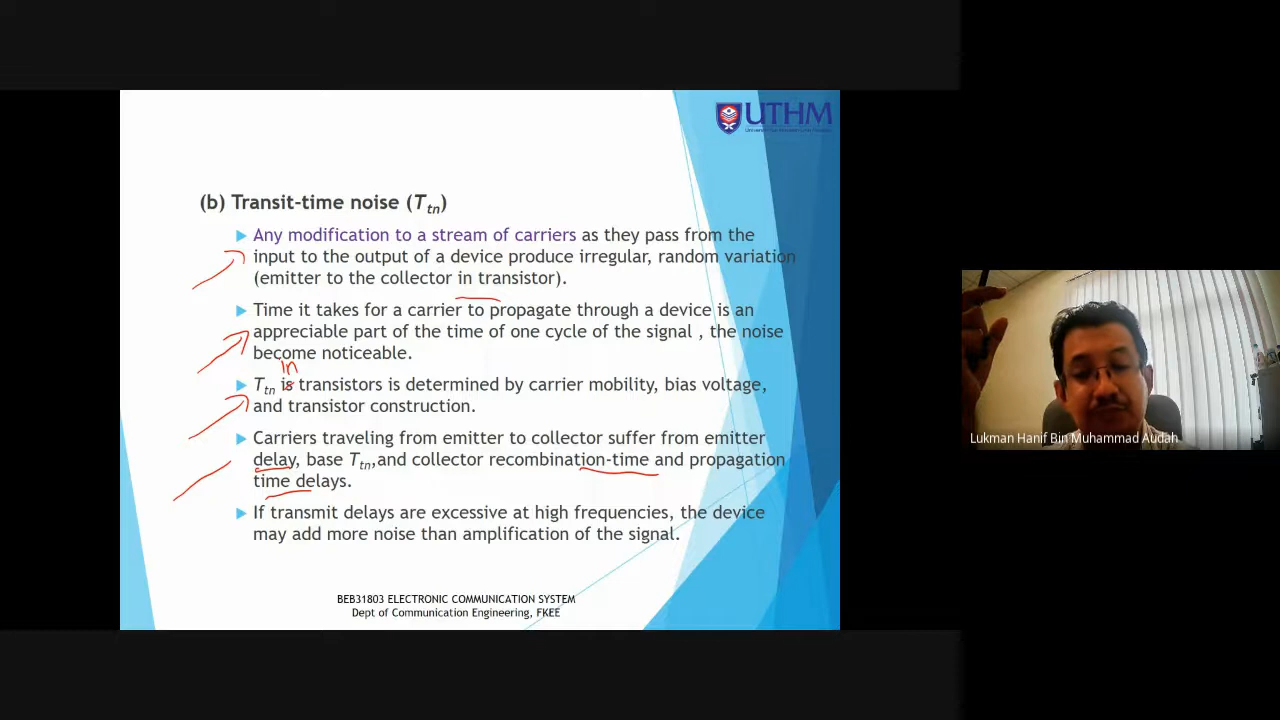 UTHM
(b) Transit-time noise (Ttn)
Any modification to a stream of carriers as they pass from the
input to the output of a device produce irregular, random variation
(emitter to the collector in transistor).
Time it takes for a carrier to propagate through a device is an
appreciable part of the time of one cycle of the signal , the noise
become noticeable.
in
Ttn is transistors is determined by carrier mobility, bias voltage,
and transistor construction.
Carriers traveling from emitter to collector suffer from emitter
delay, base Ttn,and collector recombination-time and propagation
time delays.
If transmit delays are excessive at high frequencies, the device
may add more noise than amplification of the signal.
BEB31803 ELECTRONIC COMMUNICATION SYSTEM
Dept of Communication Engineering, FKEE
Lukman Hanif Bin Muhammad Audah